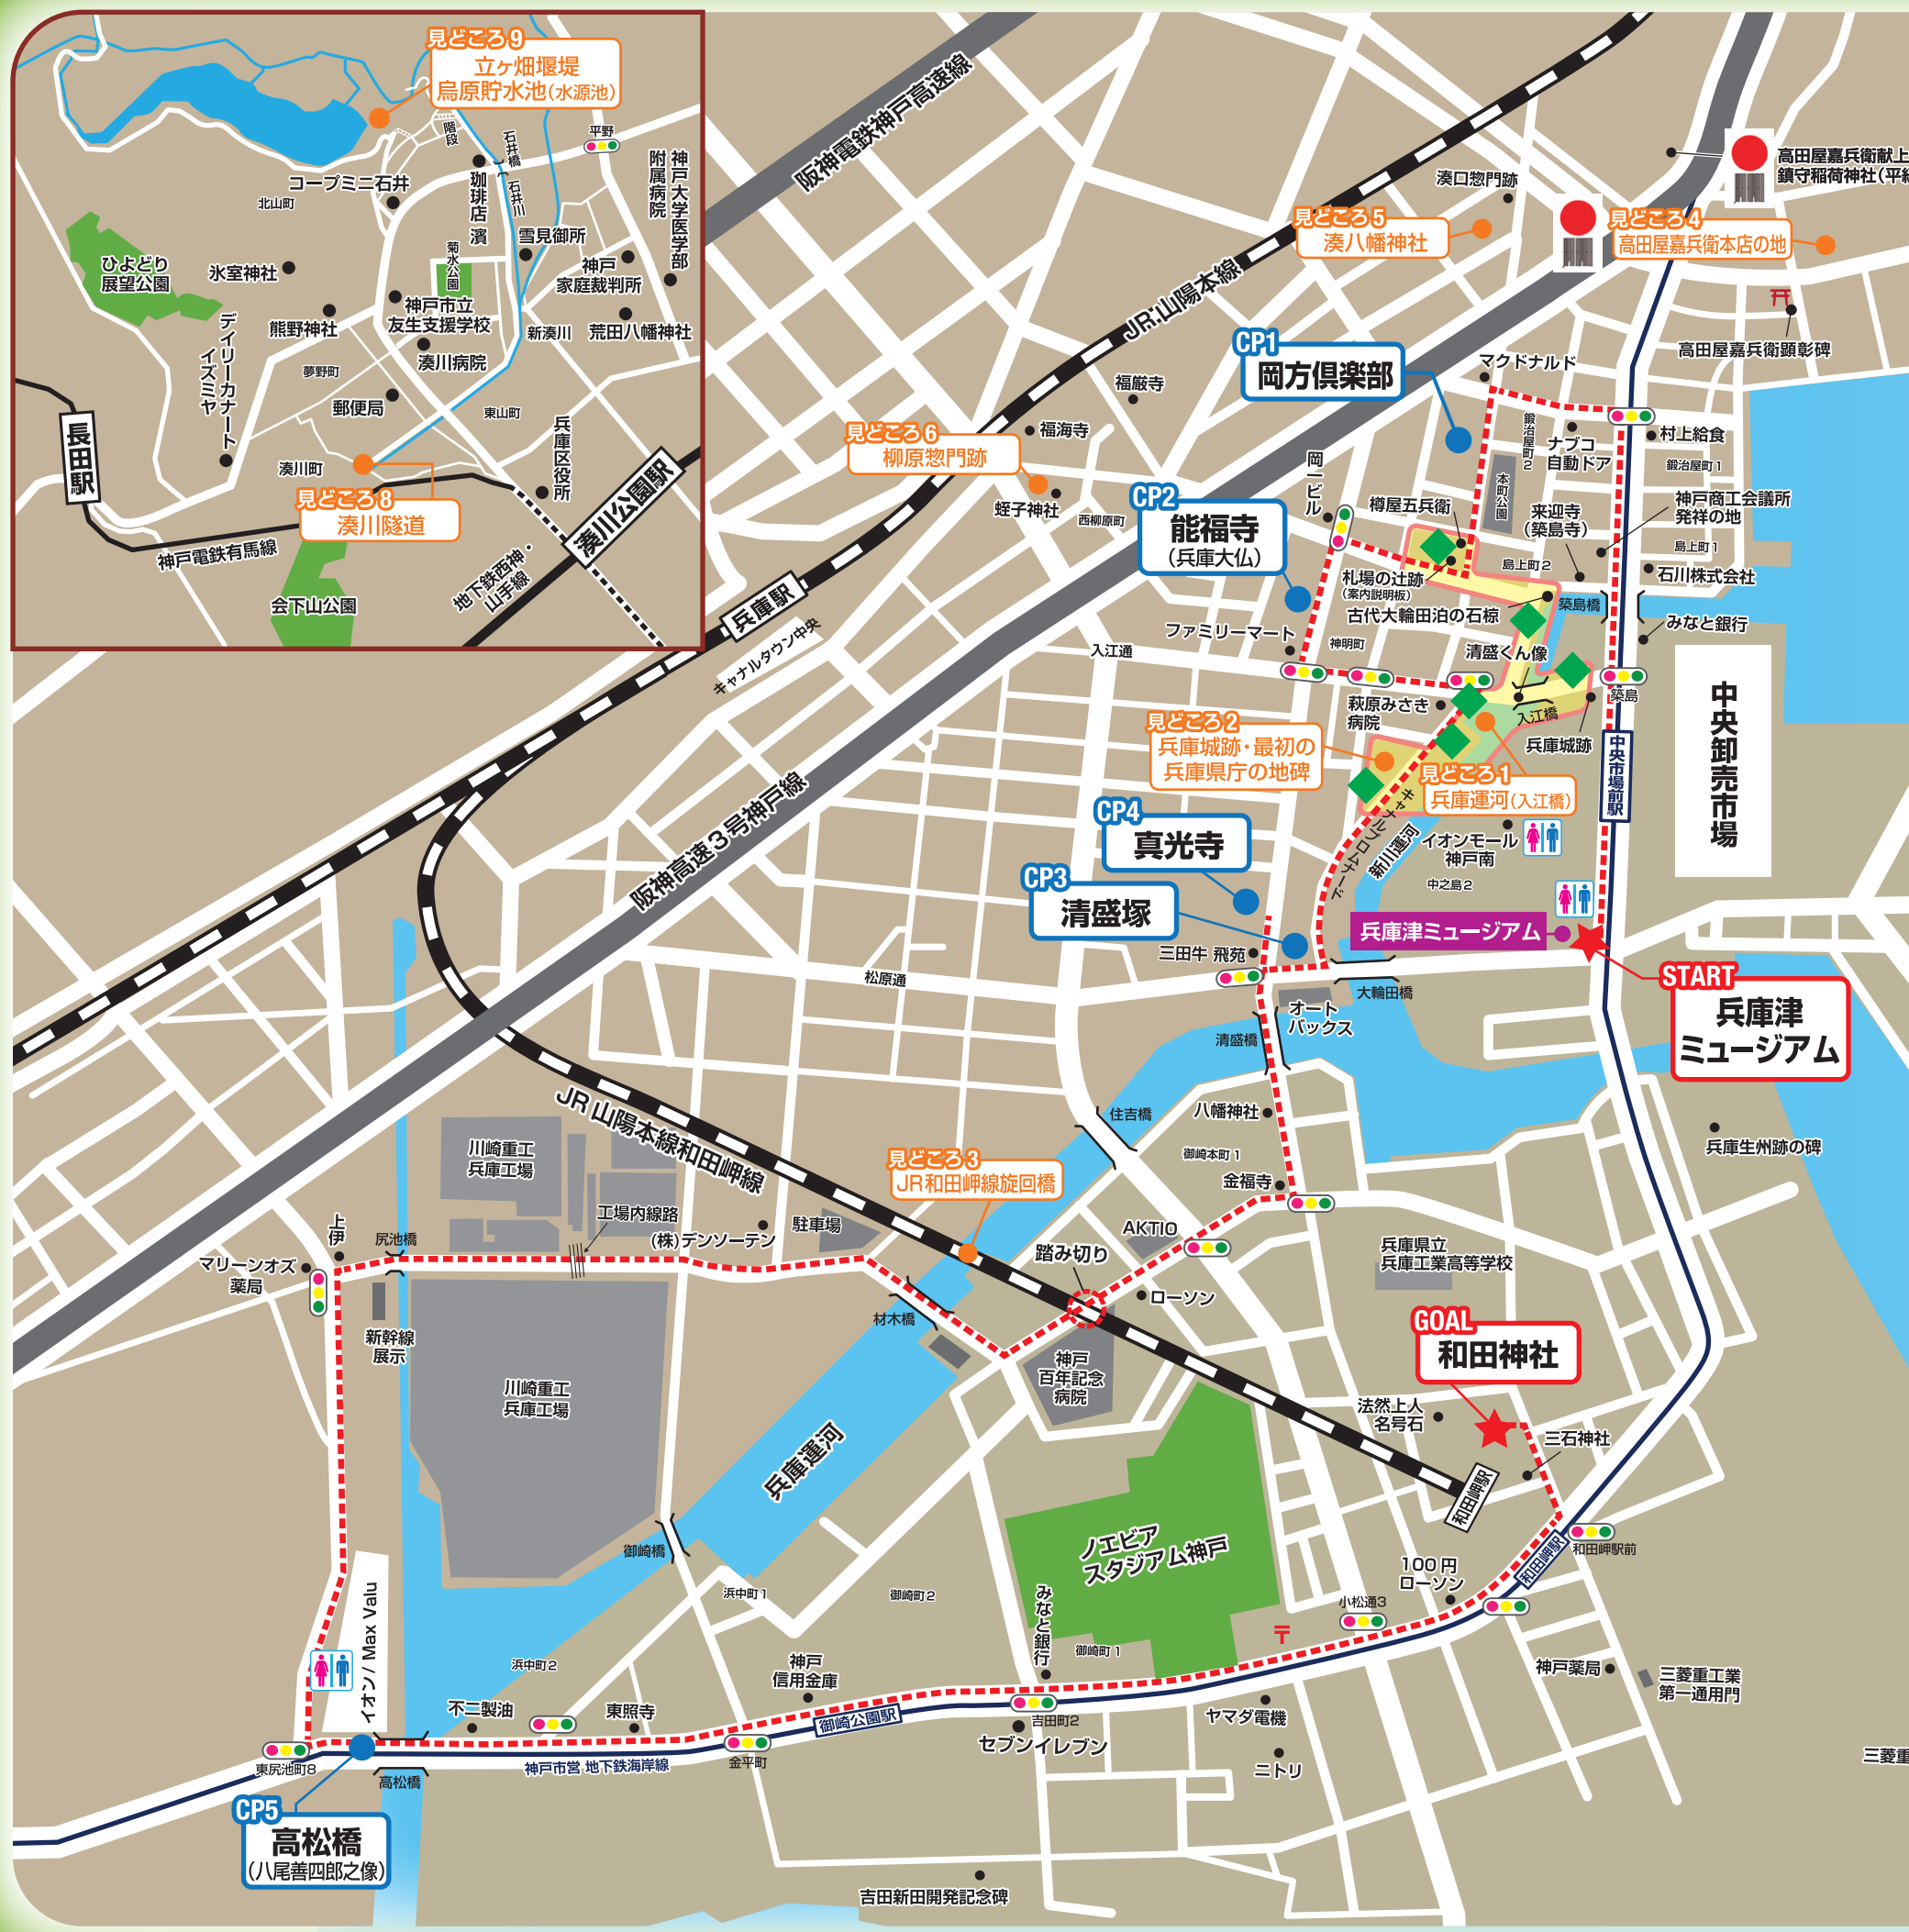 見どころ9
立ヶ畑堰堤
烏原貯水池(水源池)
階段
石井橋
平野
神戸大学医学部
附属病院
コープミニ石井
北山町
珈琲店 濱
石井川
雪見御所
菊水公園
神戸
家庭裁判所
ひよどり
展望公園
氷室神社
神戸市立
友生支援学校
熊野神社
新湊川
荒田八幡神社
デイリーカナート
イズミヤ
湊川病院
夢野町
郵便局
東山町
長田駅
湊川町
兵庫区役所
見どころ8
湊川隧道
湊川公園駅
神戸電鉄有馬線
会下山公園
地下鉄西神・
山手線
阪神電鉄神戸高速線
JR山陽本線
湊口惣門跡
見どころ5
湊八幡神社
見どころ4
高田屋嘉兵衛本店の地
高田屋嘉兵衛献上
鎮守稲荷神社(平
高田屋嘉兵衛顕彰碑
CP1
岡方倶楽部
マクドナルド
福厳寺
福海寺
見どころ6
柳原惣門跡
蛭子神社
西柳原町
鍛治屋町2
ナブコ
自動ドア
村上給食
鍛治屋町1
本町公園
岡一ビル
樽屋五兵衛
来迎寺
(築島寺)
神戸商工会議所
発祥の地
島上町1
CP2
能福寺
(兵庫大仏)
札場の辻跡
(案内説明板)
島上町2
石川株式会社
古代大輪田泊の石椋
築島橋
みなと銀行
兵庫駅
キャナルタウン中央
ファミリーマート
入江通
神明町
清盛くん像
築島
萩原みさき
病院
入江橋
兵庫城跡
中央卸売市場
中央市場前駅
見どころ2
兵庫城跡・最初の
兵庫県庁の地碑
見どころ1
兵庫運河(入江橋)
キャナルプロムナード
新川運河
イオンモール
神戸南
中之島2
阪神高速3号神戸線
CP4
真光寺
CP3
清盛塚
兵庫津ミュージアム
三田牛 飛苑
松原通
大輪田橋
START
兵庫津
ミュージアム
オート
バックス
清盛橋
JR山陽本線和田岬線
住吉橋
八幡神社
兵庫生州跡の碑
川崎重工
兵庫工場
御崎本町1
金福寺
見どころ3
JR和田岬線旋回橋
工場内線路
(株)デンソーテン
駐車場
上伊
尻池橋
マリーンオズ
薬局
踏み切り
AKTIO
兵庫県立
兵庫工業高等学校
ローソン
材木橋
新幹線
展示
川崎重工
兵庫工場
神戸
百年記念
病院
GOAL
和田神社
法然上人
名号石
三石神社
兵庫運河
和田岬駅
御崎橋
ノエビア
スタジアム神戸
和田岬駅前
和田岬駅
100円
ローソン
浜中町1
御崎町2
小松通3
みなと銀行
御崎町1
イオン/Max Valu
浜中町2
神戸
信用金庫
神戸薬局
三菱重工業
第一通用門
不二製油
東照寺
御崎公園駅
吉田町2
ヤマダ電機
セブンイレブン
東尻池町8
高松橋
神戸市営 地下鉄海岸線
金平町
ニトリ
三菱重
CP5
高松橋
(八尾善四郎之像)
吉田新田開発記念碑